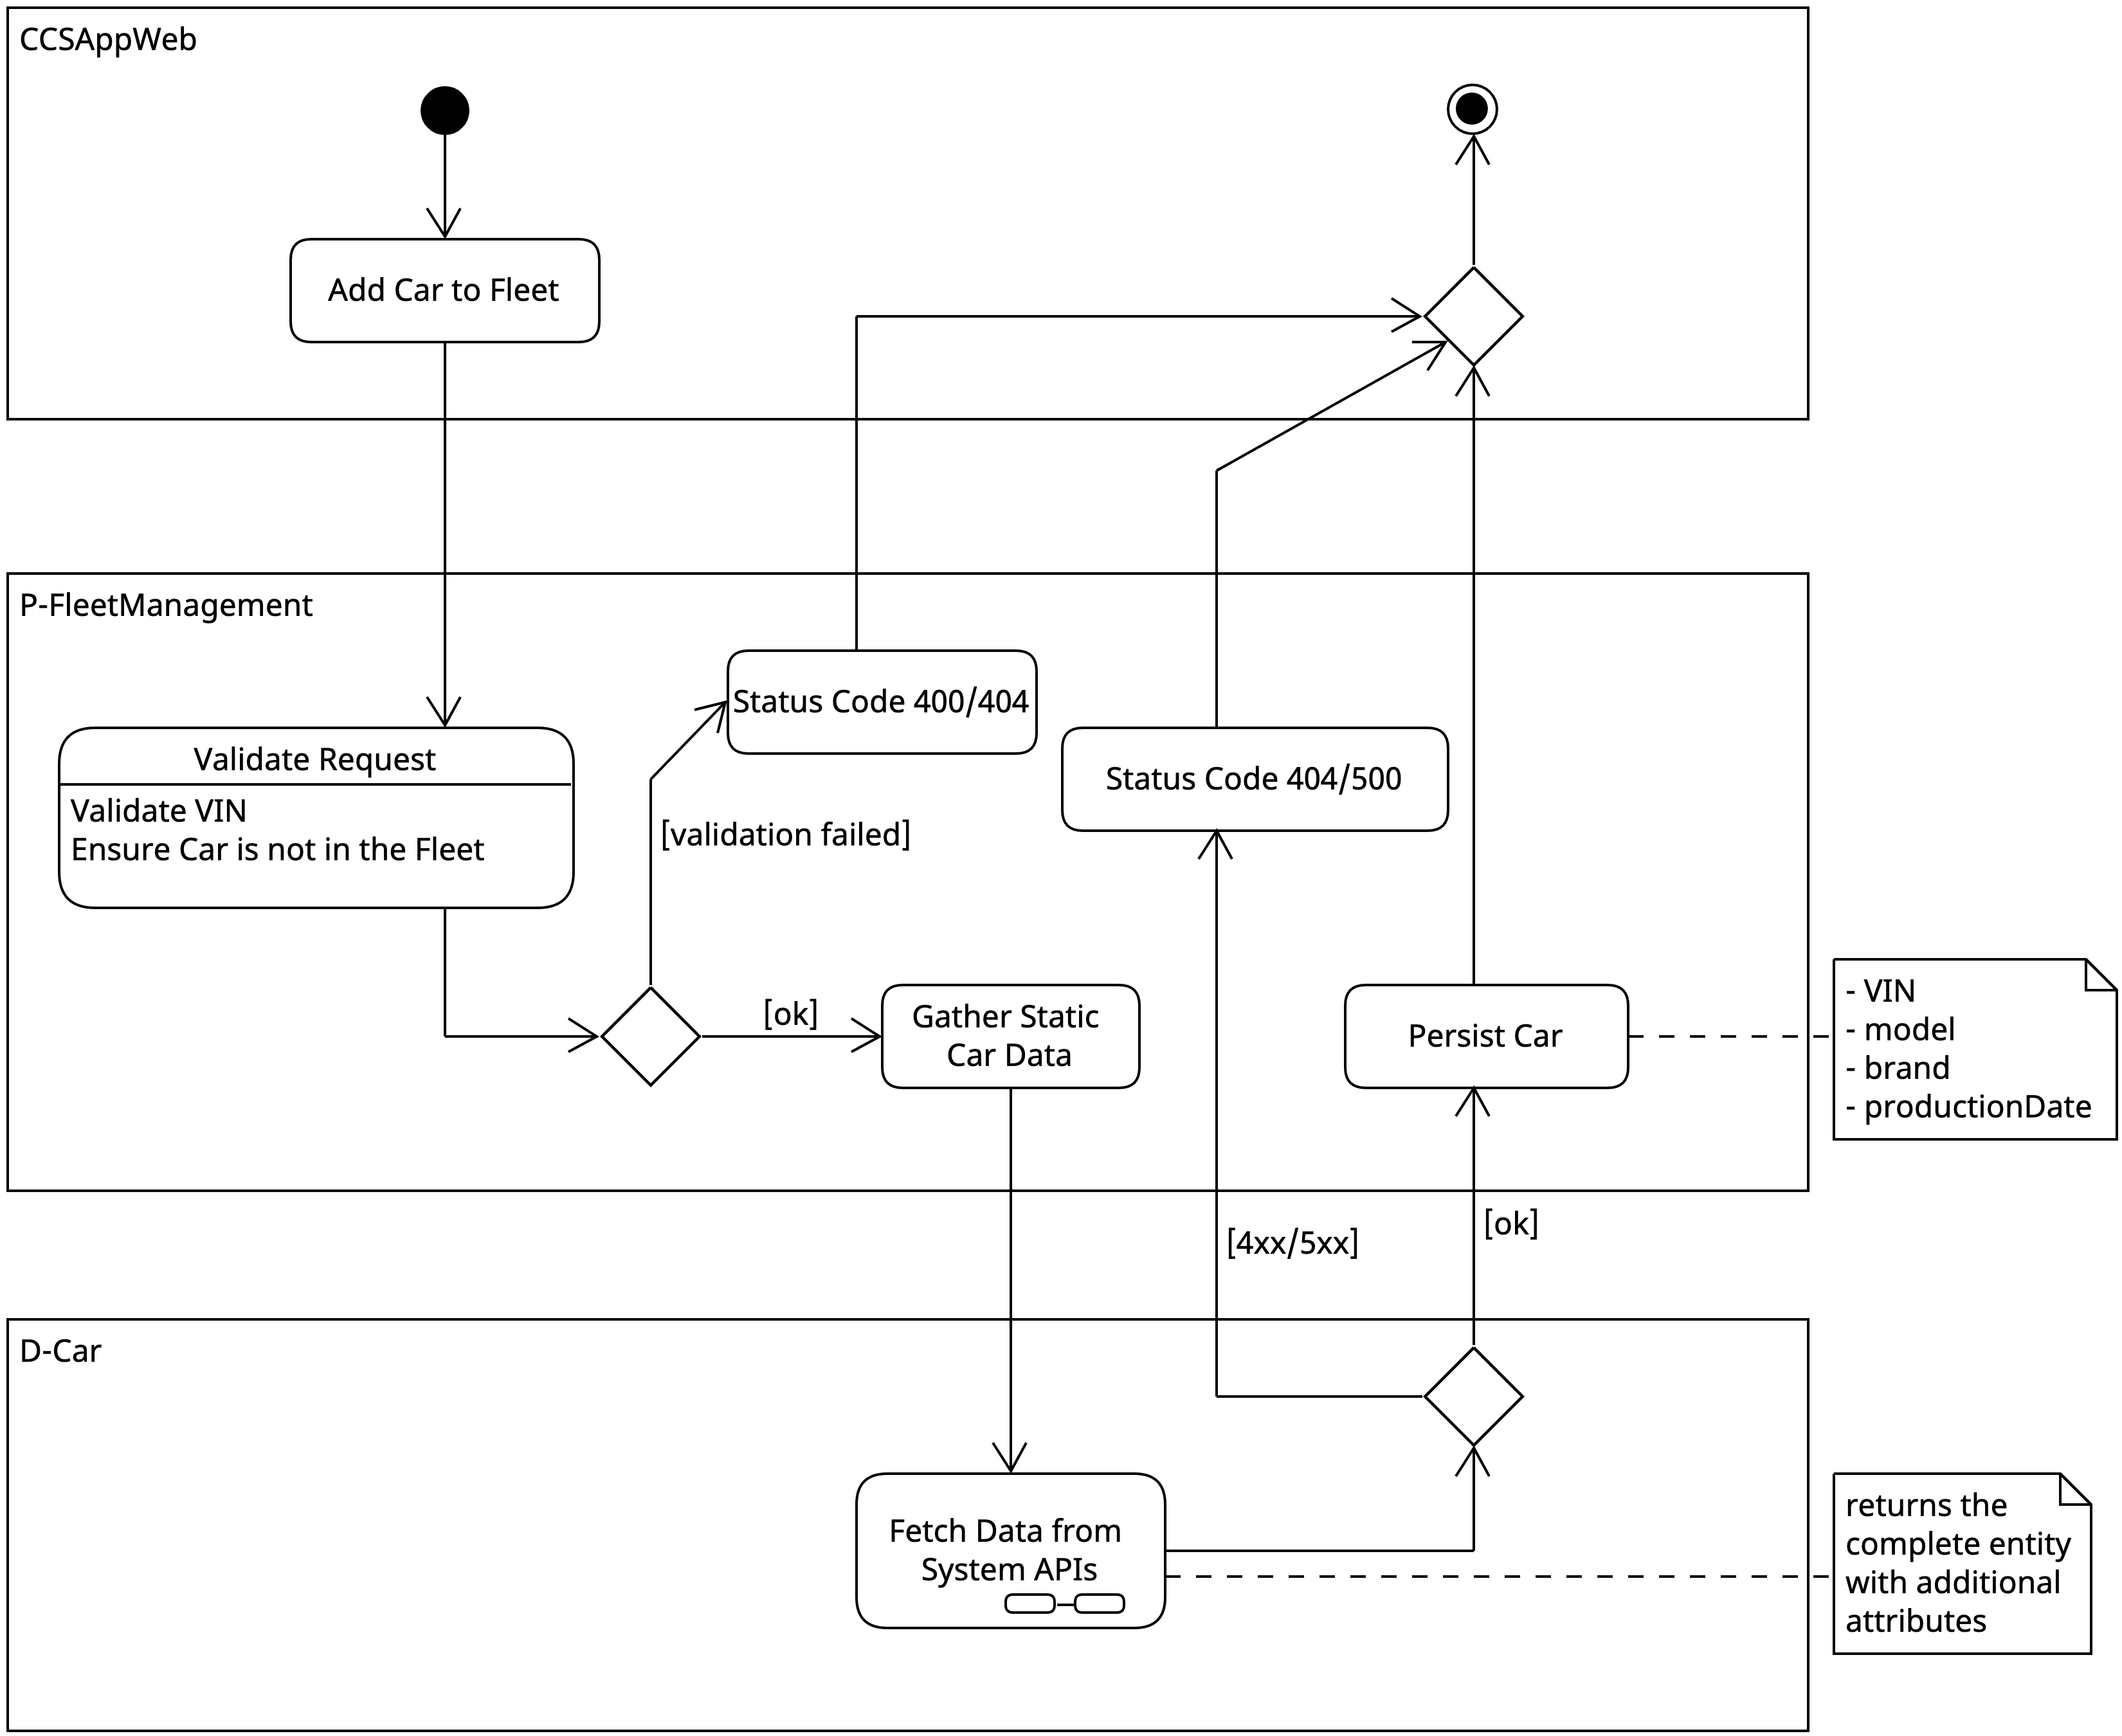 CCSAppWeb
Add Car to Fleet
P-FleetManagement
Status Code 400/404
Validate Request
Validate VIN
Ensure Car is not in the Fleet
Status Code 404/500
[validation failed]
[ok]
Gather Static
Car Data
Persist Car
- VIN
- model
- brand
- productionDate
[4xx/5xx]
[ok]
D-Car
Fetch Data from
System APIs
returns the
complete entity
with additional
attributes